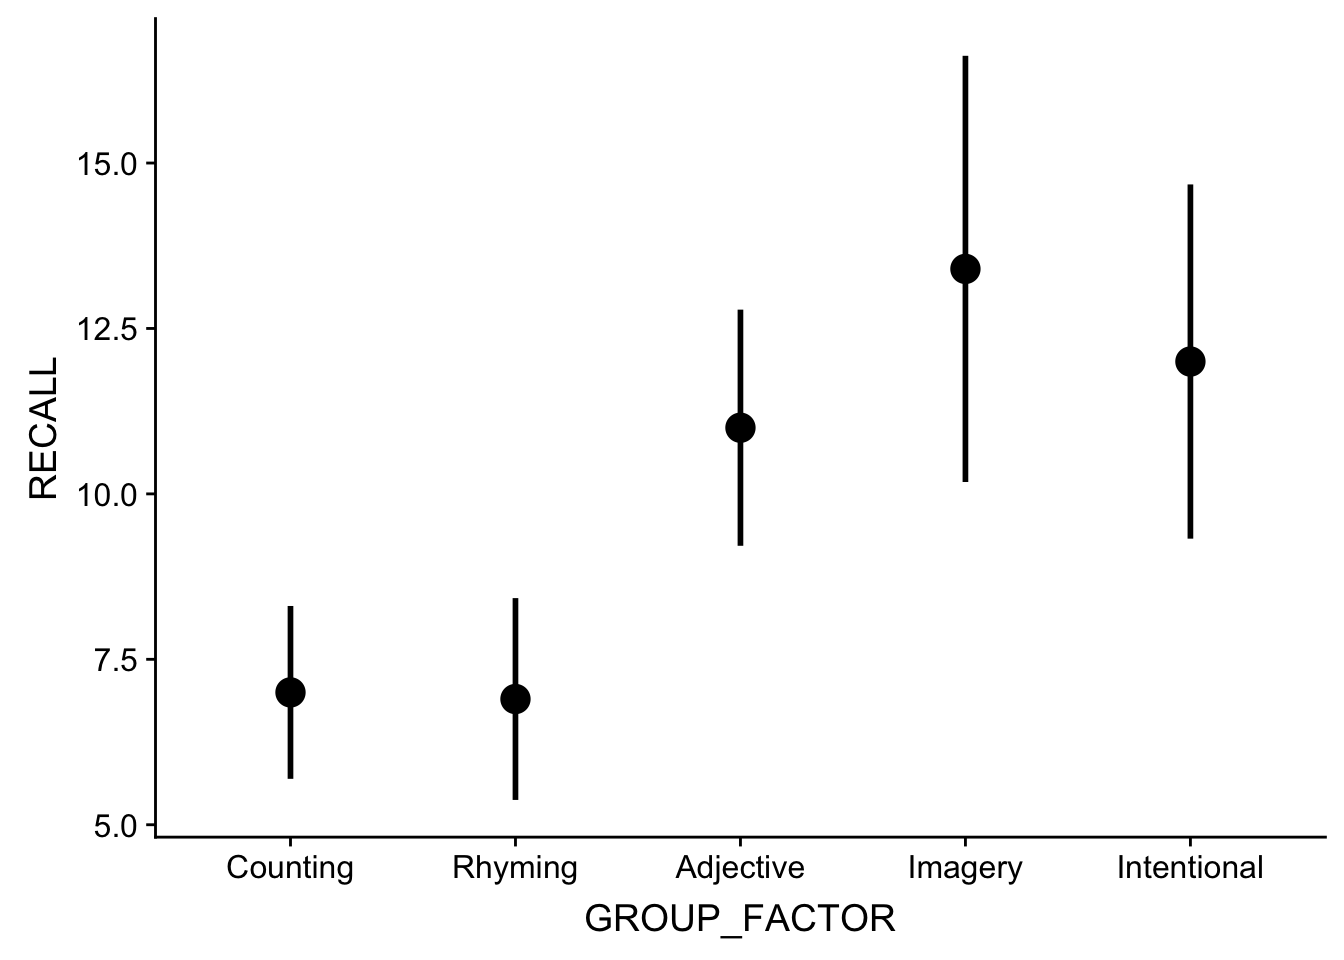 RECALL
15.0
12.5
10.0
7.5
5.0
Counting Rhyming Adjective Imagery Intentional
GROUP_FACTOR